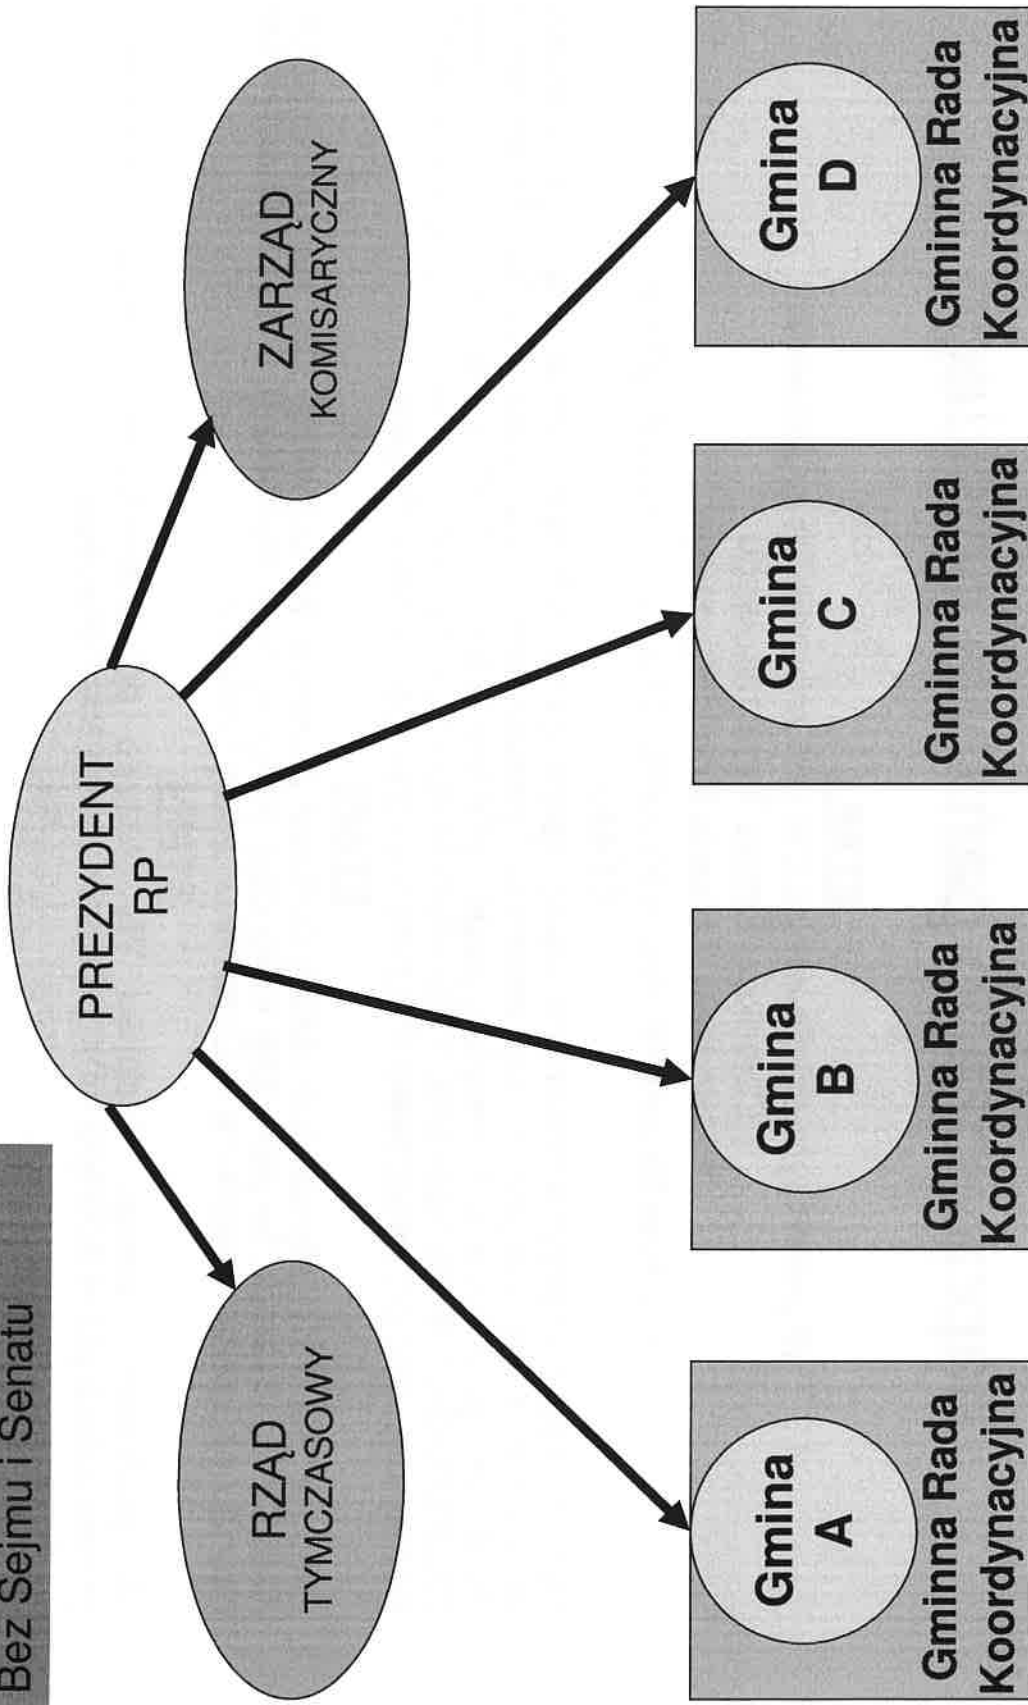 Bez Sejmu i Senatu
PREZYDENT
RP
RZĄD
TYMCZASOWY
ZARZĄD
KOMISARYCZNY
Gmina
A
Gminna Rada
Koordynacyjna
Gmina
B
Gminna Rada
Koordynacyjna
Gmina
C
Gminna Rada
Koordynacyjna
Gmina
D
Gminna Rada
Koordynacyjna